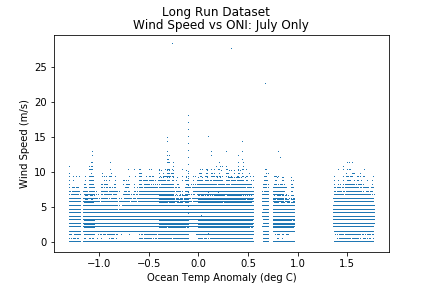 Long Run Dataset
Wind Speed vs ONI: July Only
Wind Speed (m/s)
25
20
15
10
5
0
−1.0 −0.5 0.0 0.5 1.0 1.5
Ocean Temp Anomaly (deg C)